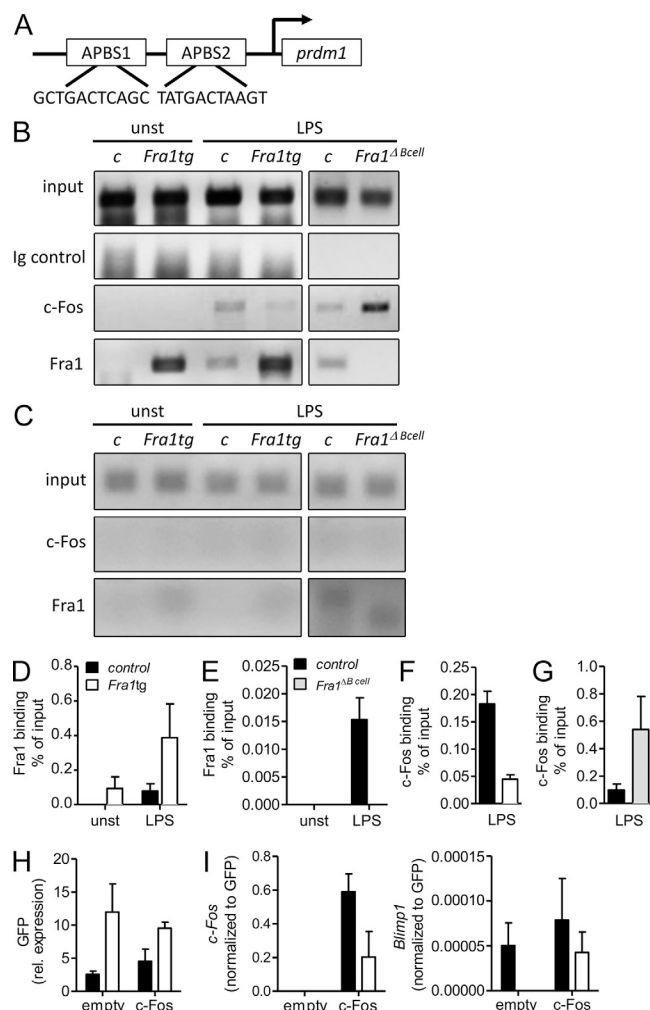 A
APBS1 APBS2 prdm1
GCTGACTCAGC TATGACTAAGT
B
unst LPS
c Fra1tg c Fra1tg c Fra1Δ Bcell
input
Ig control
c-Fos
Fra1
C
unst LPS
c Fra1tg c Fra1tg c Fra1Δ Bcell
input
c-Fos
Fra1
D
Fra1 binding
% of input
0.8
0.6
0.4
0.2
0.0
control
Fra1tg
unst LPS
E
Fra1 binding
% of input
0.025
0.020
0.015
0.010
0.005
0.000
control
Fra1ΔB cell
unst LPS
F
c-Fos binding
% of input
0.25
0.20
0.15
0.10
0.05
0.00
LPS
G
c-Fos binding
% of input
1.0
0.8
0.6
0.4
0.2
0.0
LPS
H
GFP
(rel. expression)
20
15
10
5
0
empty c-Fos
I
c-Fos
(normalized to GFP)
0.8
0.6
0.4
0.2
0.0
empty c-Fos
Blimp1
(normalized to GFP)
0.00015
0.00010
0.00005
0.00000
empty c-Fos